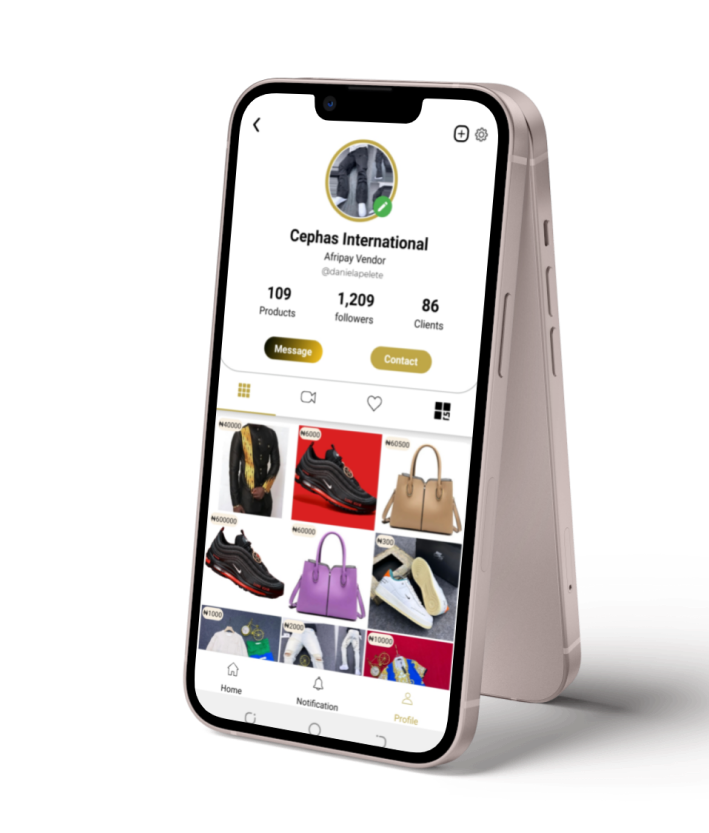 Cephas International
Afripay Vendor
@danielapelete
109
Products
1,209
followers
86
Clients
Message
Contact
₦40000
₦6000
₦60500
₦600000
₦60000
₦300
₦1000
₦2000
₦10000
Home
Notification
Profile